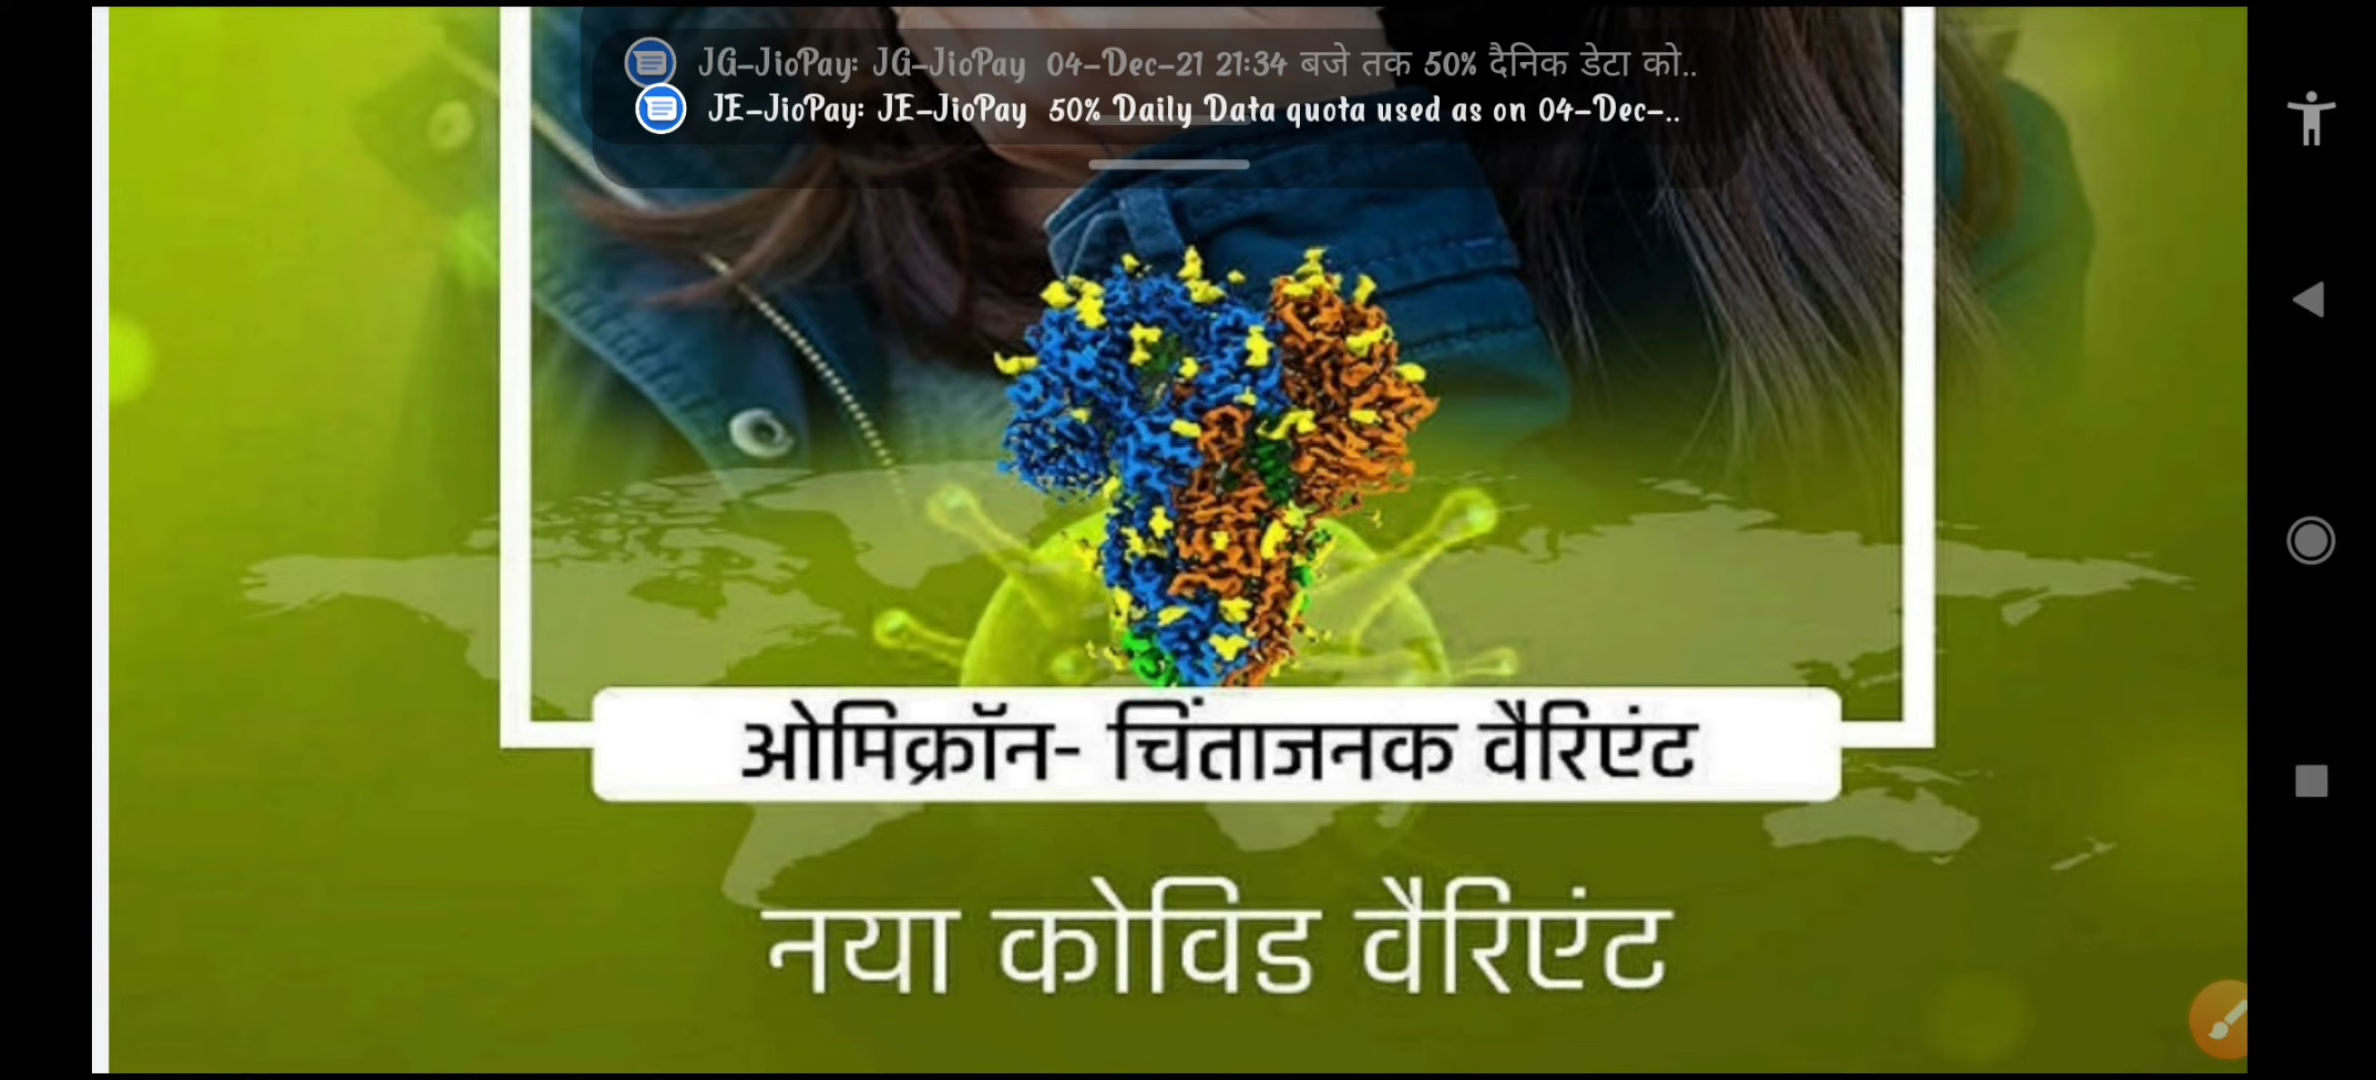 JG-JioPay: JG-JioPay 04-Dec-21 21:34 बजे तक 50% दैनिक डेटा को..
JE-JioPay: JE-JioPay 50% Daily Data quota used as on 04-Dec-..
ओमिक्रॉन- चिंताजनक वैरिएंट
नया कोविड वैरिएंट